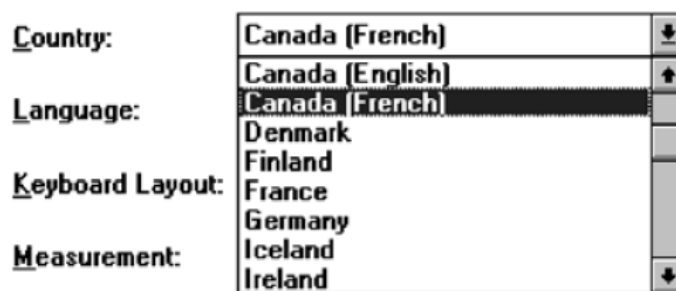 Country: Canada (French)
Canada (English)
Canada (French)
Language:
Denmark
Finland
Keyboard Layout: France
Germany
Measurement: Iceland
Ireland